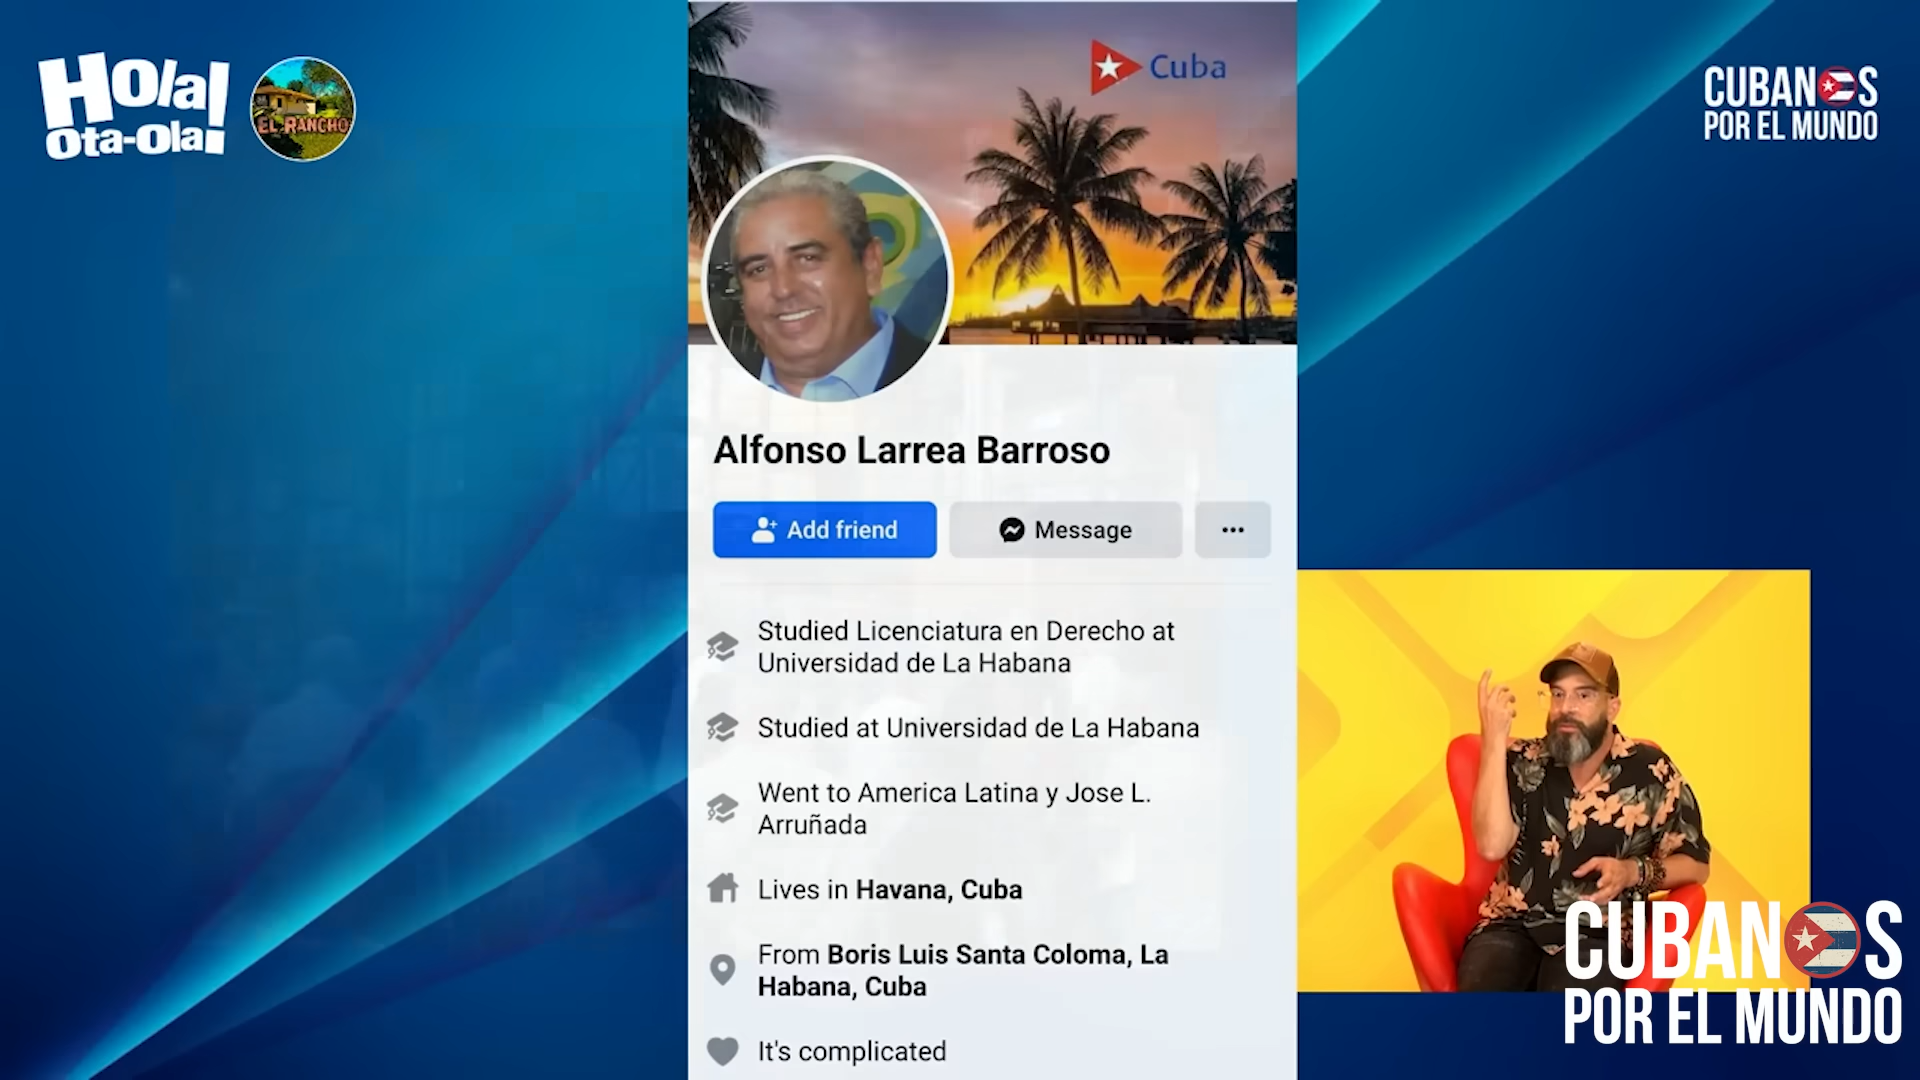 Hola!
Ota-Ola!
EL RANCHO
Cuba
CUBANOS
POR EL MUNDO
Alfonso Larrea Barroso
Add friend
Message
Studied Licenciatura en Derecho at
Universidad de La Habana
Studied at Universidad de La Habana
Went to America Latina y Jose L.
Arruñada
Lives in Havana, Cuba
From Boris Luis Santa Coloma, La
Habana, Cuba
It's complicated
CUBANOS
POR EL MUNDO